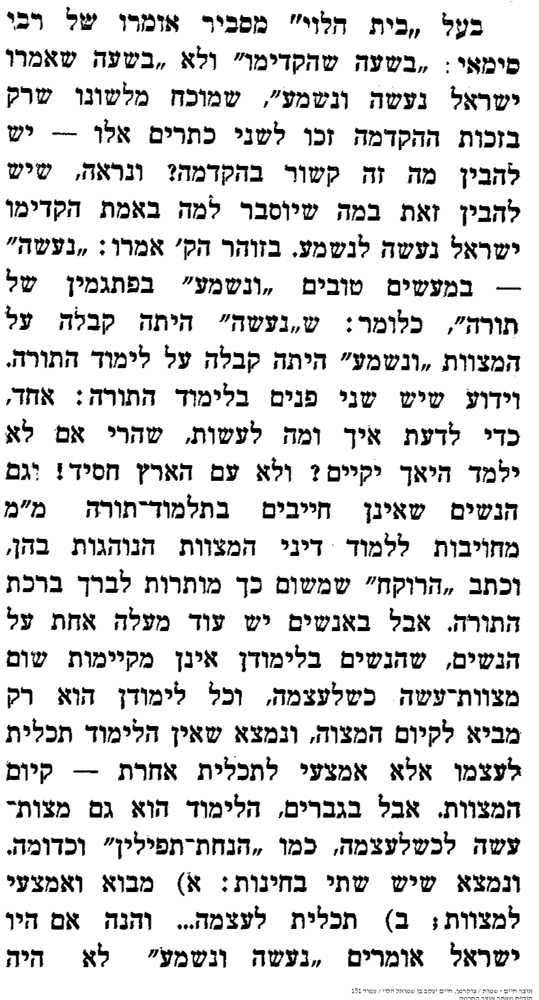 בעל „בית הלוי" מסביר אומרו של רבי
סימאי: „בשעה שהקדימו" ולא „בשעה שאמרו
ישראל נעשה ונשמע", שמוכח מלשונו שרק
בזכות ההקדמה זכו לשני כתרים אלו — יש
להבין מה זה קשור בהקדמה? ונראה, שיש
להבין זאת במה שיוסבר למה באמת הקדימו
ישראל נעשה לנשמע. בזוהר הק' אמרו: „נעשה"
— במעשים טובים „ונשמע" בפתגמין של
תורה", כלומר: ש„נעשה" היתה קבלה על
המצוות „ונשמע" היתה קבלה על לימוד התורה.
וידוע שיש שני פנים בלימוד התורה: אחד,
כדי לדעת איך ומה לעשות, שהרי אם לא
ילמד היאך יקיים? ולא עם הארץ חסיד! וגם
הנשים שאינן חייבים בתלמוד־תורה מ"מ
מחויבות ללמוד דיני המצוות הנוהגות בהן,
וכתב „הרוקח" שמשום כך מותרות לברך ברכת
התורה. אבל באנשים יש עוד מעלה אחת על
הנשים, שהנשים בלימודן אינן מקיימות שום
מצוות־עשה כשלעצמה, וכל לימודן הוא רק
מביא לקיום המצוה, ונמצא שאין הלימוד תכלית
לעצמו אלא אמצעי לתכלית אחרת — קיום
המצוות. אבל בגברים, הלימוד הוא גם מצות־
עשה לכשלעצמה, כמו „הנחת־תפילין" וכדומה.
ונמצא שיש שתי בחינות: א) מבוא ואמצעי
למצוות; ב) תכלית לעצמה... והנה אם היו
ישראל אומרים „נעשה ונשמע" לא היה
אוצר חיים - שמות / צוקרמן, חיים יעקב בן שמואל הלוי / עמוד 151
הודפס מאתר אוצר החכמה